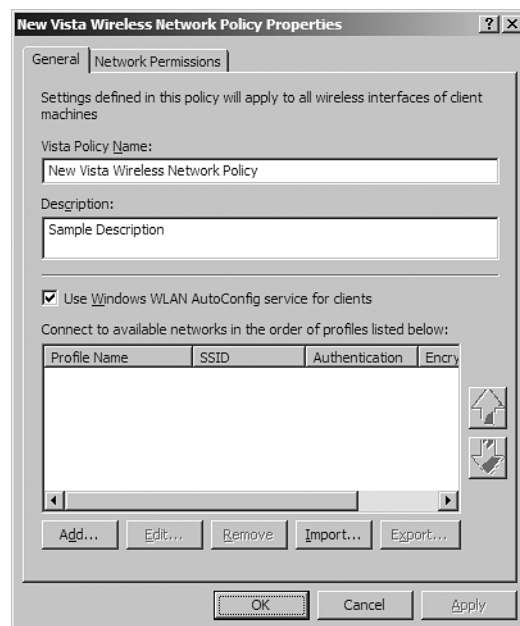 New Vista Wireless Network Policy Properties
General
Network Permissions
Settings defined in this policy will apply to all wireless interfaces of client
machines
Vista Policy Name:
New Vista Wireless Network Policy
Description:
Sample Description
Use Windows WLAN AutoConfig service for clients
Connect to available networks in the order of profiles listed below:
Profile Name SSID Authentication Encry
Add... Edit... Remove Import... Export...
OK Cancel Apply